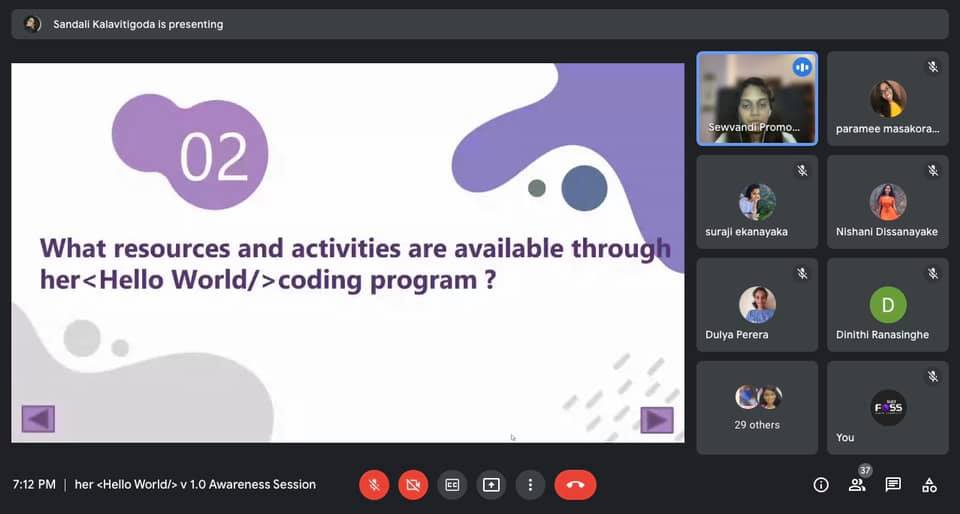 Sandali Kalavitigoda is presenting
02
What resources and activities are available through
her<Hello World/>coding program ?
Sewvandi Promo...
paramee masakora...
suraji ekanayaka
Nishani Dissanayake
Dulya Perera
D
Dinithi Ranasinghe
29 others
FOSS
You
7:12 PM | her <Hello World/> v 1.0 Awareness Session
CC
37